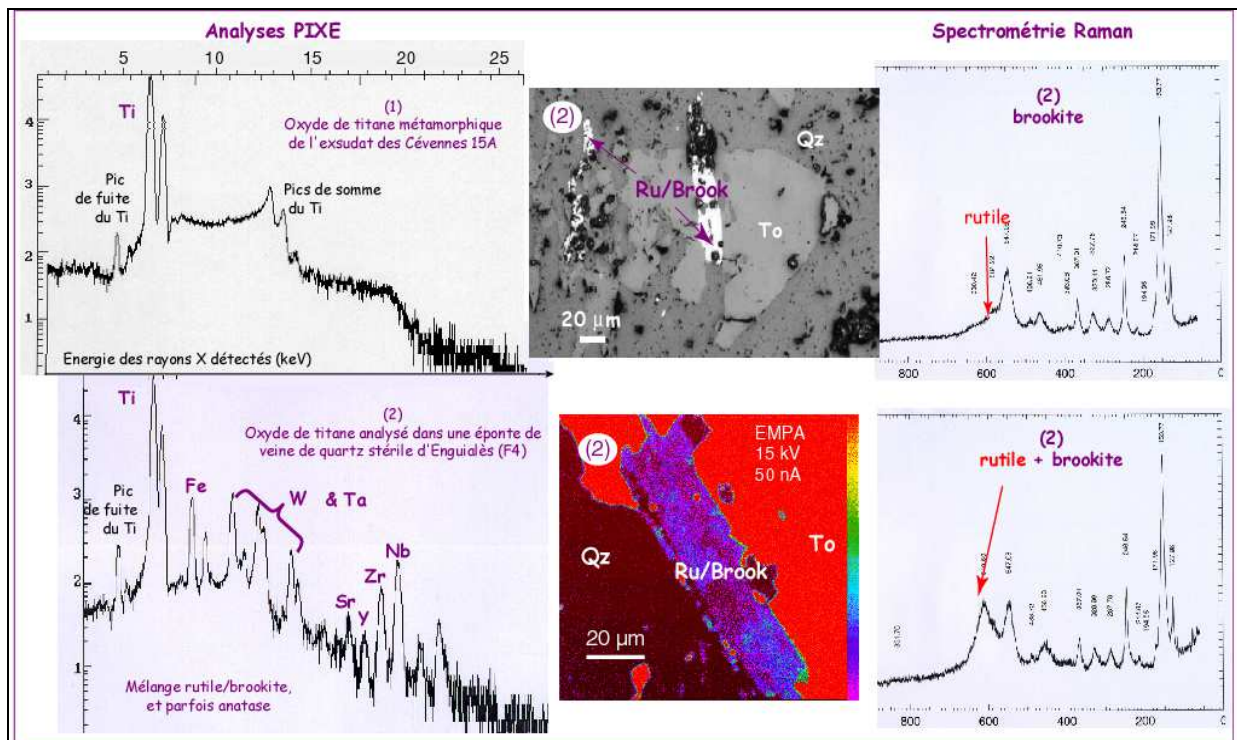 Analyses PIXE
Spectrométrie Raman
5 10 15 20 25
Ti
(1)
Oxyde de titane métamorphique
de l'exsudat des Cévennes 15A
4
Pic
de fuite
du Ti
3
Pics de somme
du Ti
2
1
Energie des rayons X détectés (keV)
(2)
Qz
Ru/Brook
To
20 µm
(2)
brookite
rutile
800 600 400 200 0
Ti
(2)
Oxyde de titane analysé dans une éponte de
veine de quartz stérile d'Enguialès (F4)
4
Pic
de fuite
du Ti
Fe
3
W & Ta
2
Nb
Zr
Sr
Y
1
Mélange rutile/brookite,
et parfois anatase
(2)
EMPA
15 kV
50 nA
Qz
Ru/Brook
To
20 µm
(2)
rutile + brookite
800 600 400 200 0